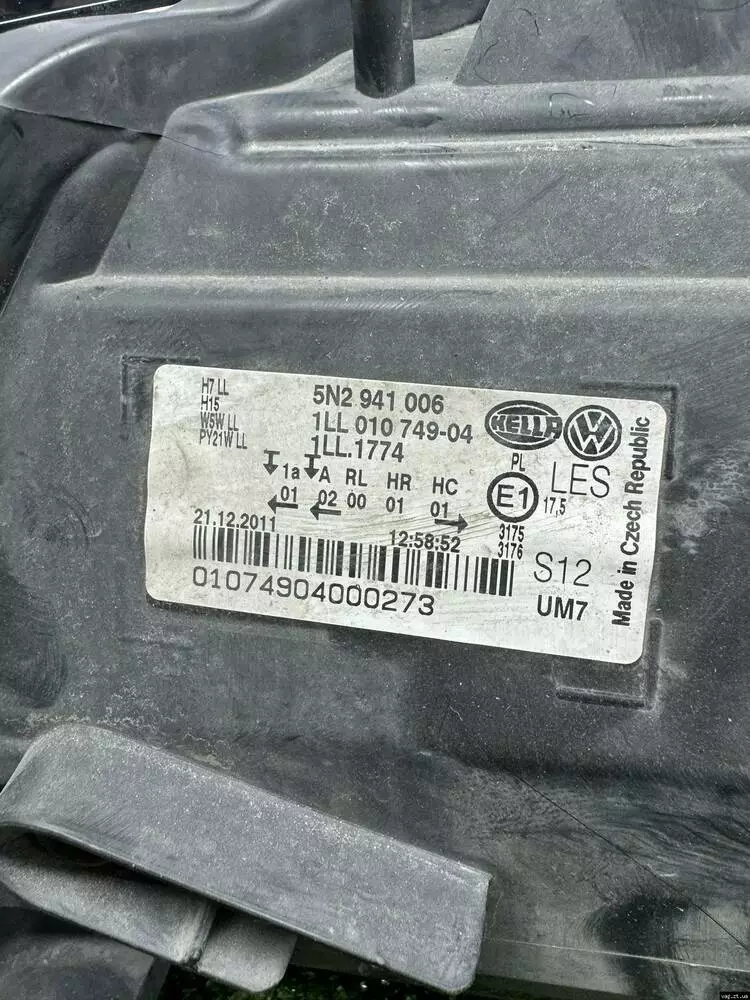 H7 LL
H15
W5W LL
PY21W LL
5N2 941 006
1LL 010 749-04
1LL.1774
HELLA
VW
1a A RL HR HC
01 02 00 01 01
PL
E1
LES
17,5
3175
3176
21.12.2011
12:58:52
01074904000273
S12
UM7
Made in Czech Republic
vag.zt.ua